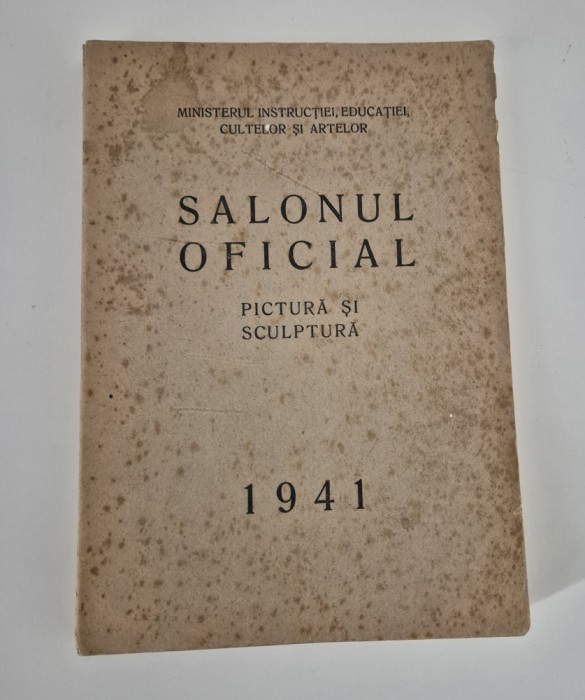 MINISTERUL INSTRUCȚIEI, EDUCAȚIEI,
CULTELOR ȘI ARTELOR
SALONUL
OFICIAL
PICTURĂ ȘI
SCULPTURĂ
1941